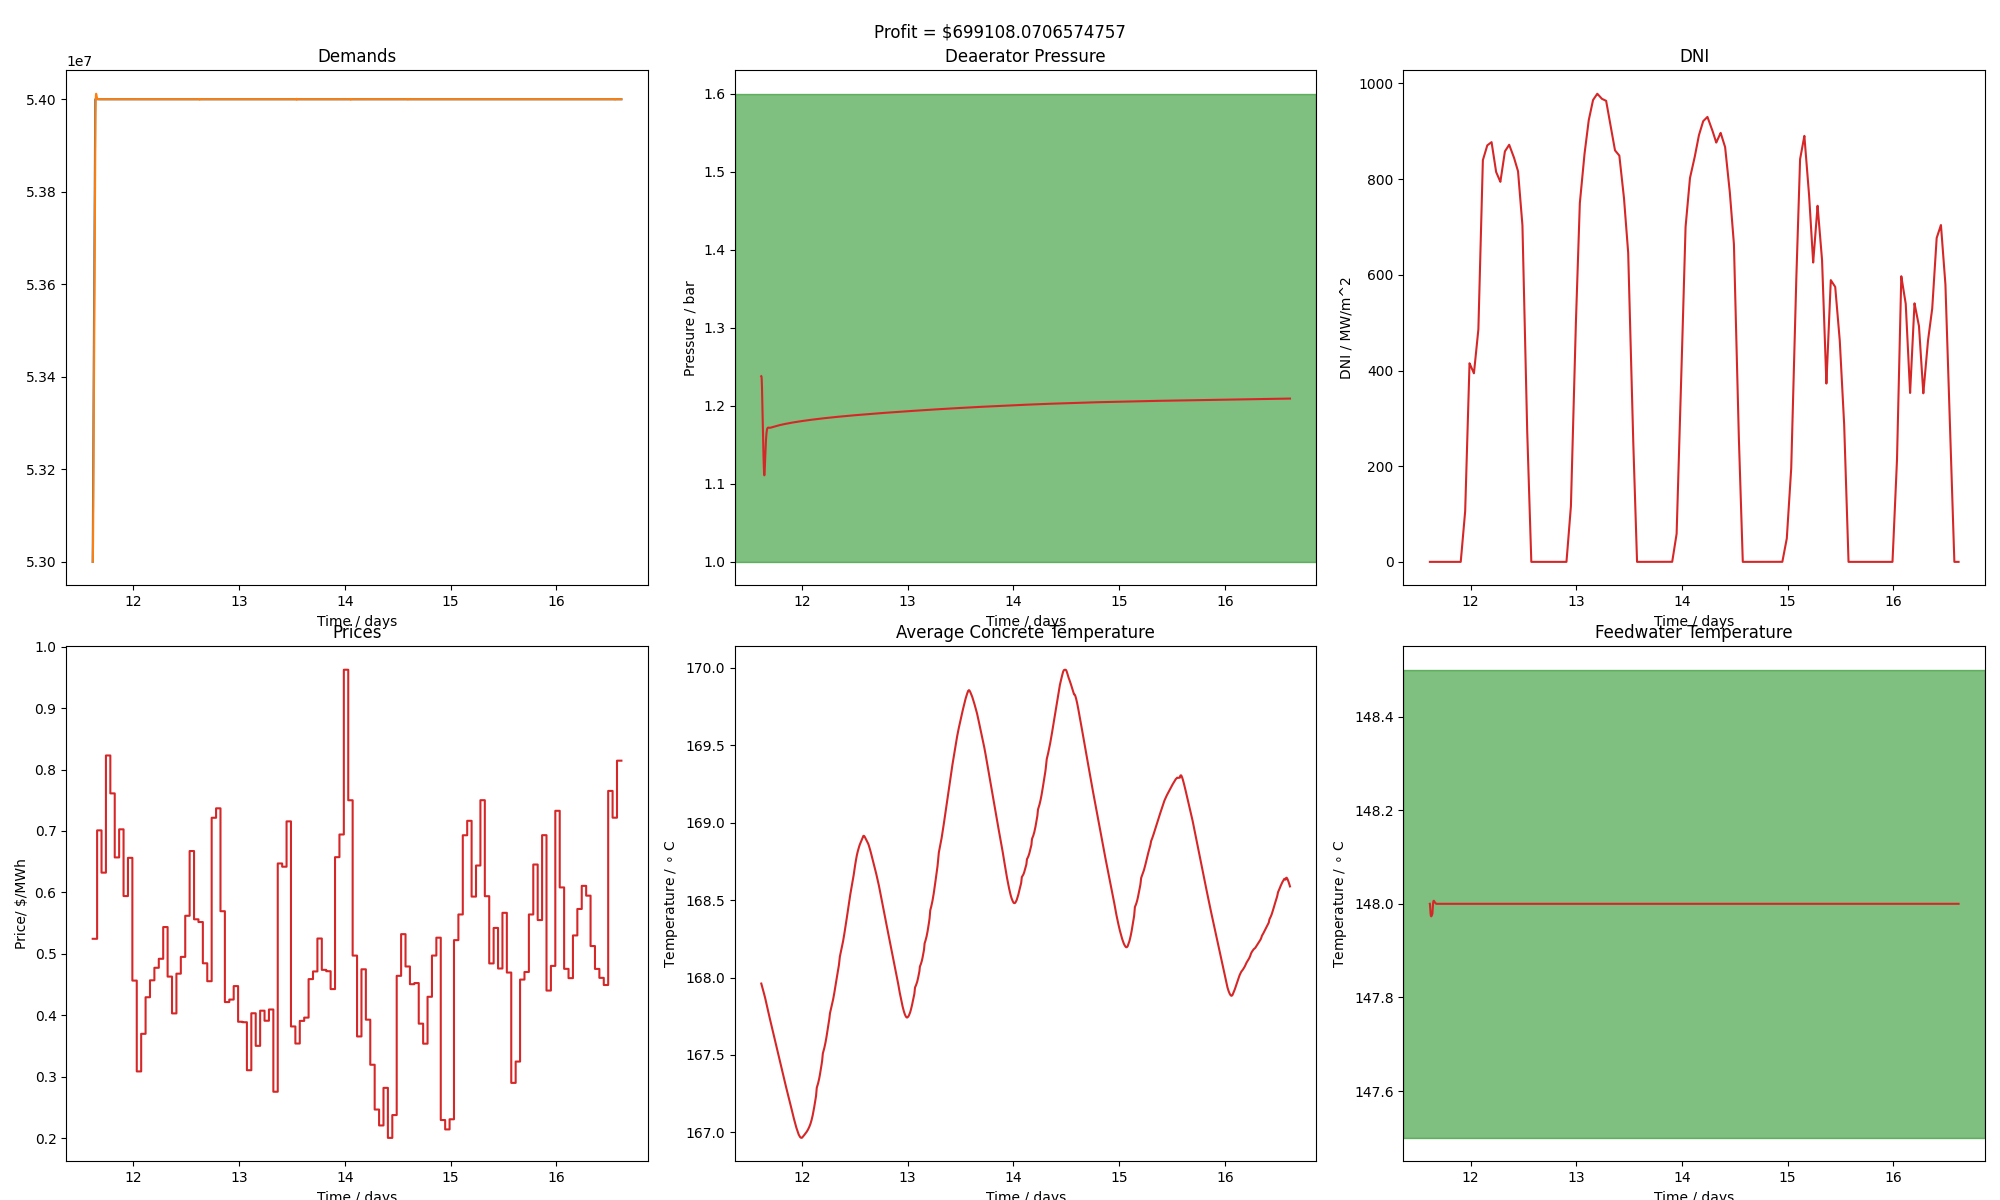 Profit = $699108.0706574757
Demands
1e7
5.40
5.38
5.36
5.34
5.32
5.30
12 13 14 15 16
Time / days
Deaerator Pressure
Pressure / bar
1.6
1.5
1.4
1.3
1.2
1.1
1.0
12 13 14 15 16
Time / days
DNI
DNI / MW/m^2
1000
800
600
400
200
0
12 13 14 15 16
Time / days
Prices
Price/ $/MWh
1.0
0.9
0.8
0.7
0.6
0.5
0.4
0.3
0.2
12 13 14 15 16
Time / days
Average Concrete Temperature
Temperature / ∘ C
170.0
169.5
169.0
168.5
168.0
167.5
167.0
12 13 14 15 16
Time / days
Feedwater Temperature
Temperature / ∘ C
148.4
148.2
148.0
147.8
147.6
12 13 14 15 16
Time / days